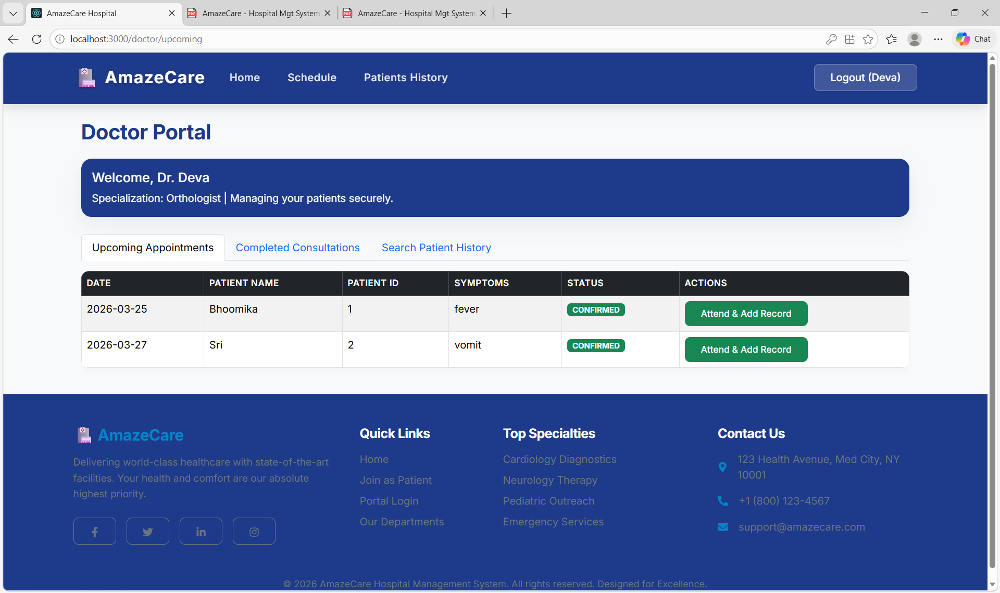 AmazeCare Hospital
AmazeCare - Hospital Mgt System.
AmazeCare - Hospital Mgt System.
localhost:3000/doctor/upcoming
Chat
AmazeCare
Home
Schedule
Patients History
Logout (Deva)
Doctor Portal
Welcome, Dr. Deva
Specialization: Orthologist | Managing your patients securely.
Upcoming Appointments
Completed Consultations
Search Patient History
DATE PATIENT NAME PATIENT ID SYMPTOMS STATUS ACTIONS
2026-03-25 Bhoomika 1 fever CONFIRMED Attend & Add Record
2026-03-27 Sri 2 vomit CONFIRMED Attend & Add Record
AmazeCare
Delivering world-class healthcare with state-of-the-art
facilities. Your health and comfort are our absolute
highest priority.
Quick Links
Home
Join as Patient
Portal Login
Our Departments
Top Specialties
Cardiology Diagnostics
Neurology Therapy
Pediatric Outreach
Emergency Services
Contact Us
123 Health Avenue, Med City, NY
10001
+1 (800) 123-4567
support@amazecare.com
© 2026 AmazeCare Hospital Management System. All rights reserved. Designed for Excellence.